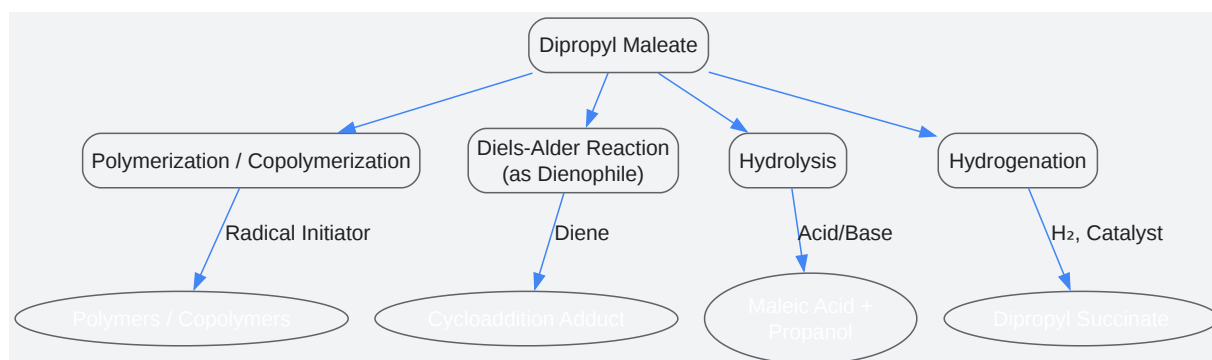 Dipropyl Maleate
Polymerization / Copolymerization
Diels-Alder Reaction
(as Dienophile)
Hydrolysis
Hydrogenation
Radical Initiator
Diene
Acid/Base
H₂, Catalyst
Polymers / Copolymers
Cycloaddition Adduct
Maleic Acid +
Propanol
Dipropyl Succinate